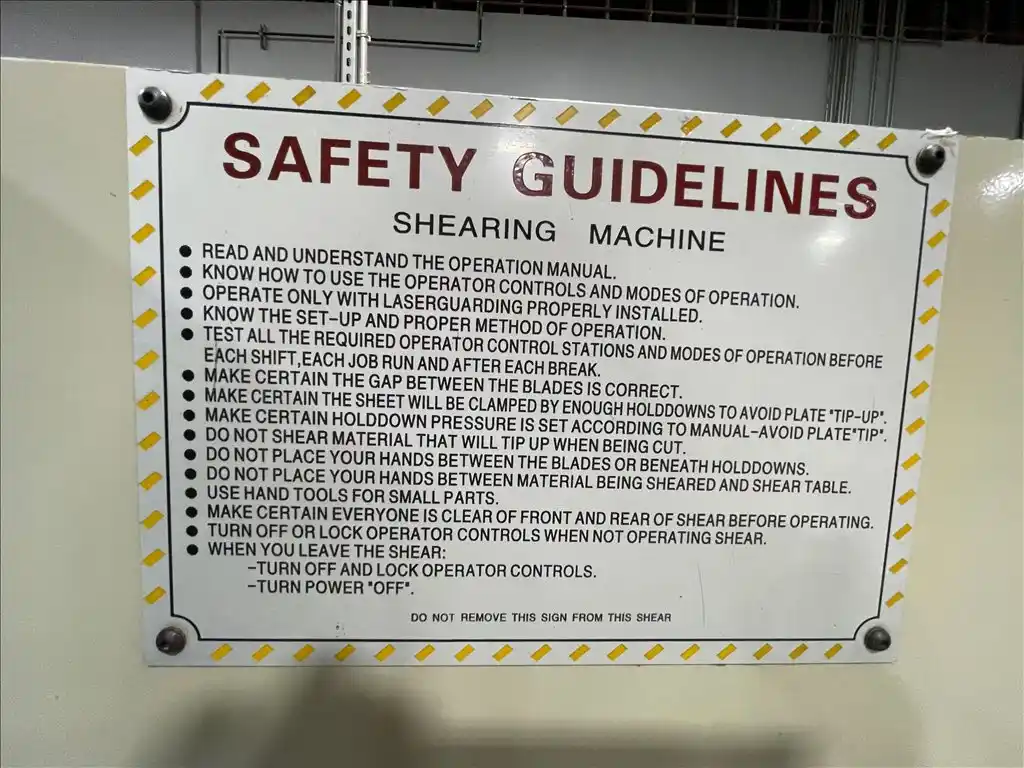 SAFETY GUIDELINES
SHEARING MACHINE
● READ AND UNDERSTAND THE OPERATION MANUAL.
● KNOW HOW TO USE THE OPERATOR CONTROLS AND MODES OF OPERATION.
● OPERATE ONLY WITH LASERGUARDING PROPERLY INSTALLED.
● KNOW THE SET-UP AND PROPER METHOD OF OPERATION.
● TEST ALL THE REQUIRED OPERATOR CONTROL STATIONS AND MODES OF OPERATION BEFORE
EACH SHIFT,EACH JOB RUN AND AFTER EACH BREAK.
● MAKE CERTAIN THE GAP BETWEEN THE BLADES IS CORRECT.
● MAKE CERTAIN THE SHEET WILL BE CLAMPED BY ENOUGH HOLDDOWNS TO AVOID PLATE "TIP-UP".
● MAKE CERTAIN HOLDDOWN PRESSURE IS SET ACCORDING TO MANUAL-AVOID PLATE"TIP".
● DO NOT SHEAR MATERIAL THAT WILL TIP UP WHEN BEING CUT.
● DO NOT PLACE YOUR HANDS BETWEEN THE BLADES OR BENEATH HOLDDOWNS.
● DO NOT PLACE YOUR HANDS BETWEEN MATERIAL BEING SHEARED AND SHEAR TABLE.
● USE HAND TOOLS FOR SMALL PARTS.
● MAKE CERTAIN EVERYONE IS CLEAR OF FRONT AND REAR OF SHEAR BEFORE OPERATING.
● TURN OFF OR LOCK OPERATOR CONTROLS WHEN NOT OPERATING SHEAR.
● WHEN YOU LEAVE THE SHEAR:
-TURN OFF AND LOCK OPERATOR CONTROLS.
-TURN POWER "OFF".
DO NOT REMOVE THIS SIGN FROM THIS SHEAR